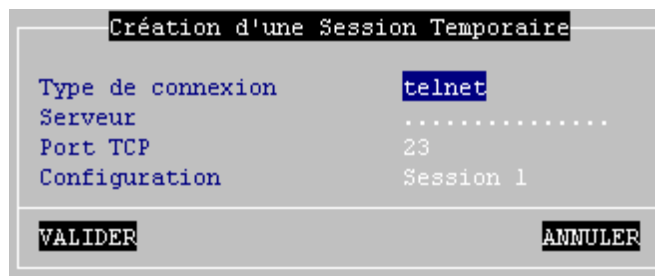 Création d'une Session Temporaire
Type de connexion telnet
Serveur ...............
Port TCP 23
Configuration Session 1
VALIDER ANNULER